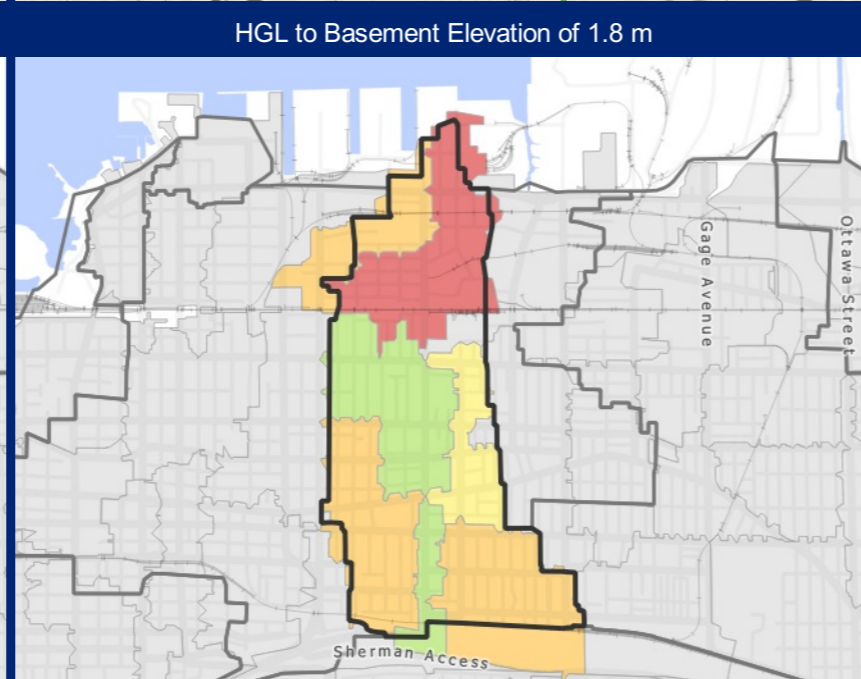 HGL to Basement Elevation of 1.8 m
Gage Avenue
Ottawa Street
Sherman Access